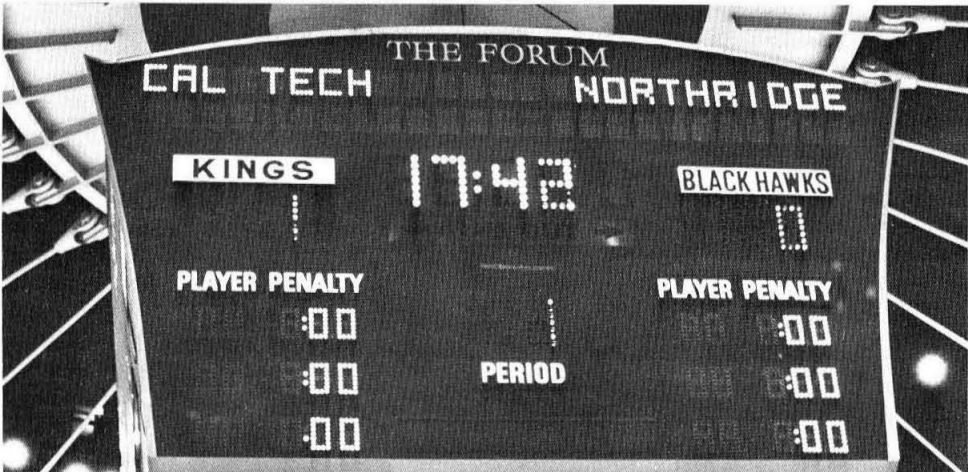 THE FORUM
CAL TECH NORTHRIDGE
KINGS 17:42 BLACK HAWKS
1 0
PLAYER PENALTY PLAYER PENALTY
:00 1 :00
PERIOD
:00 :00
:00 :00